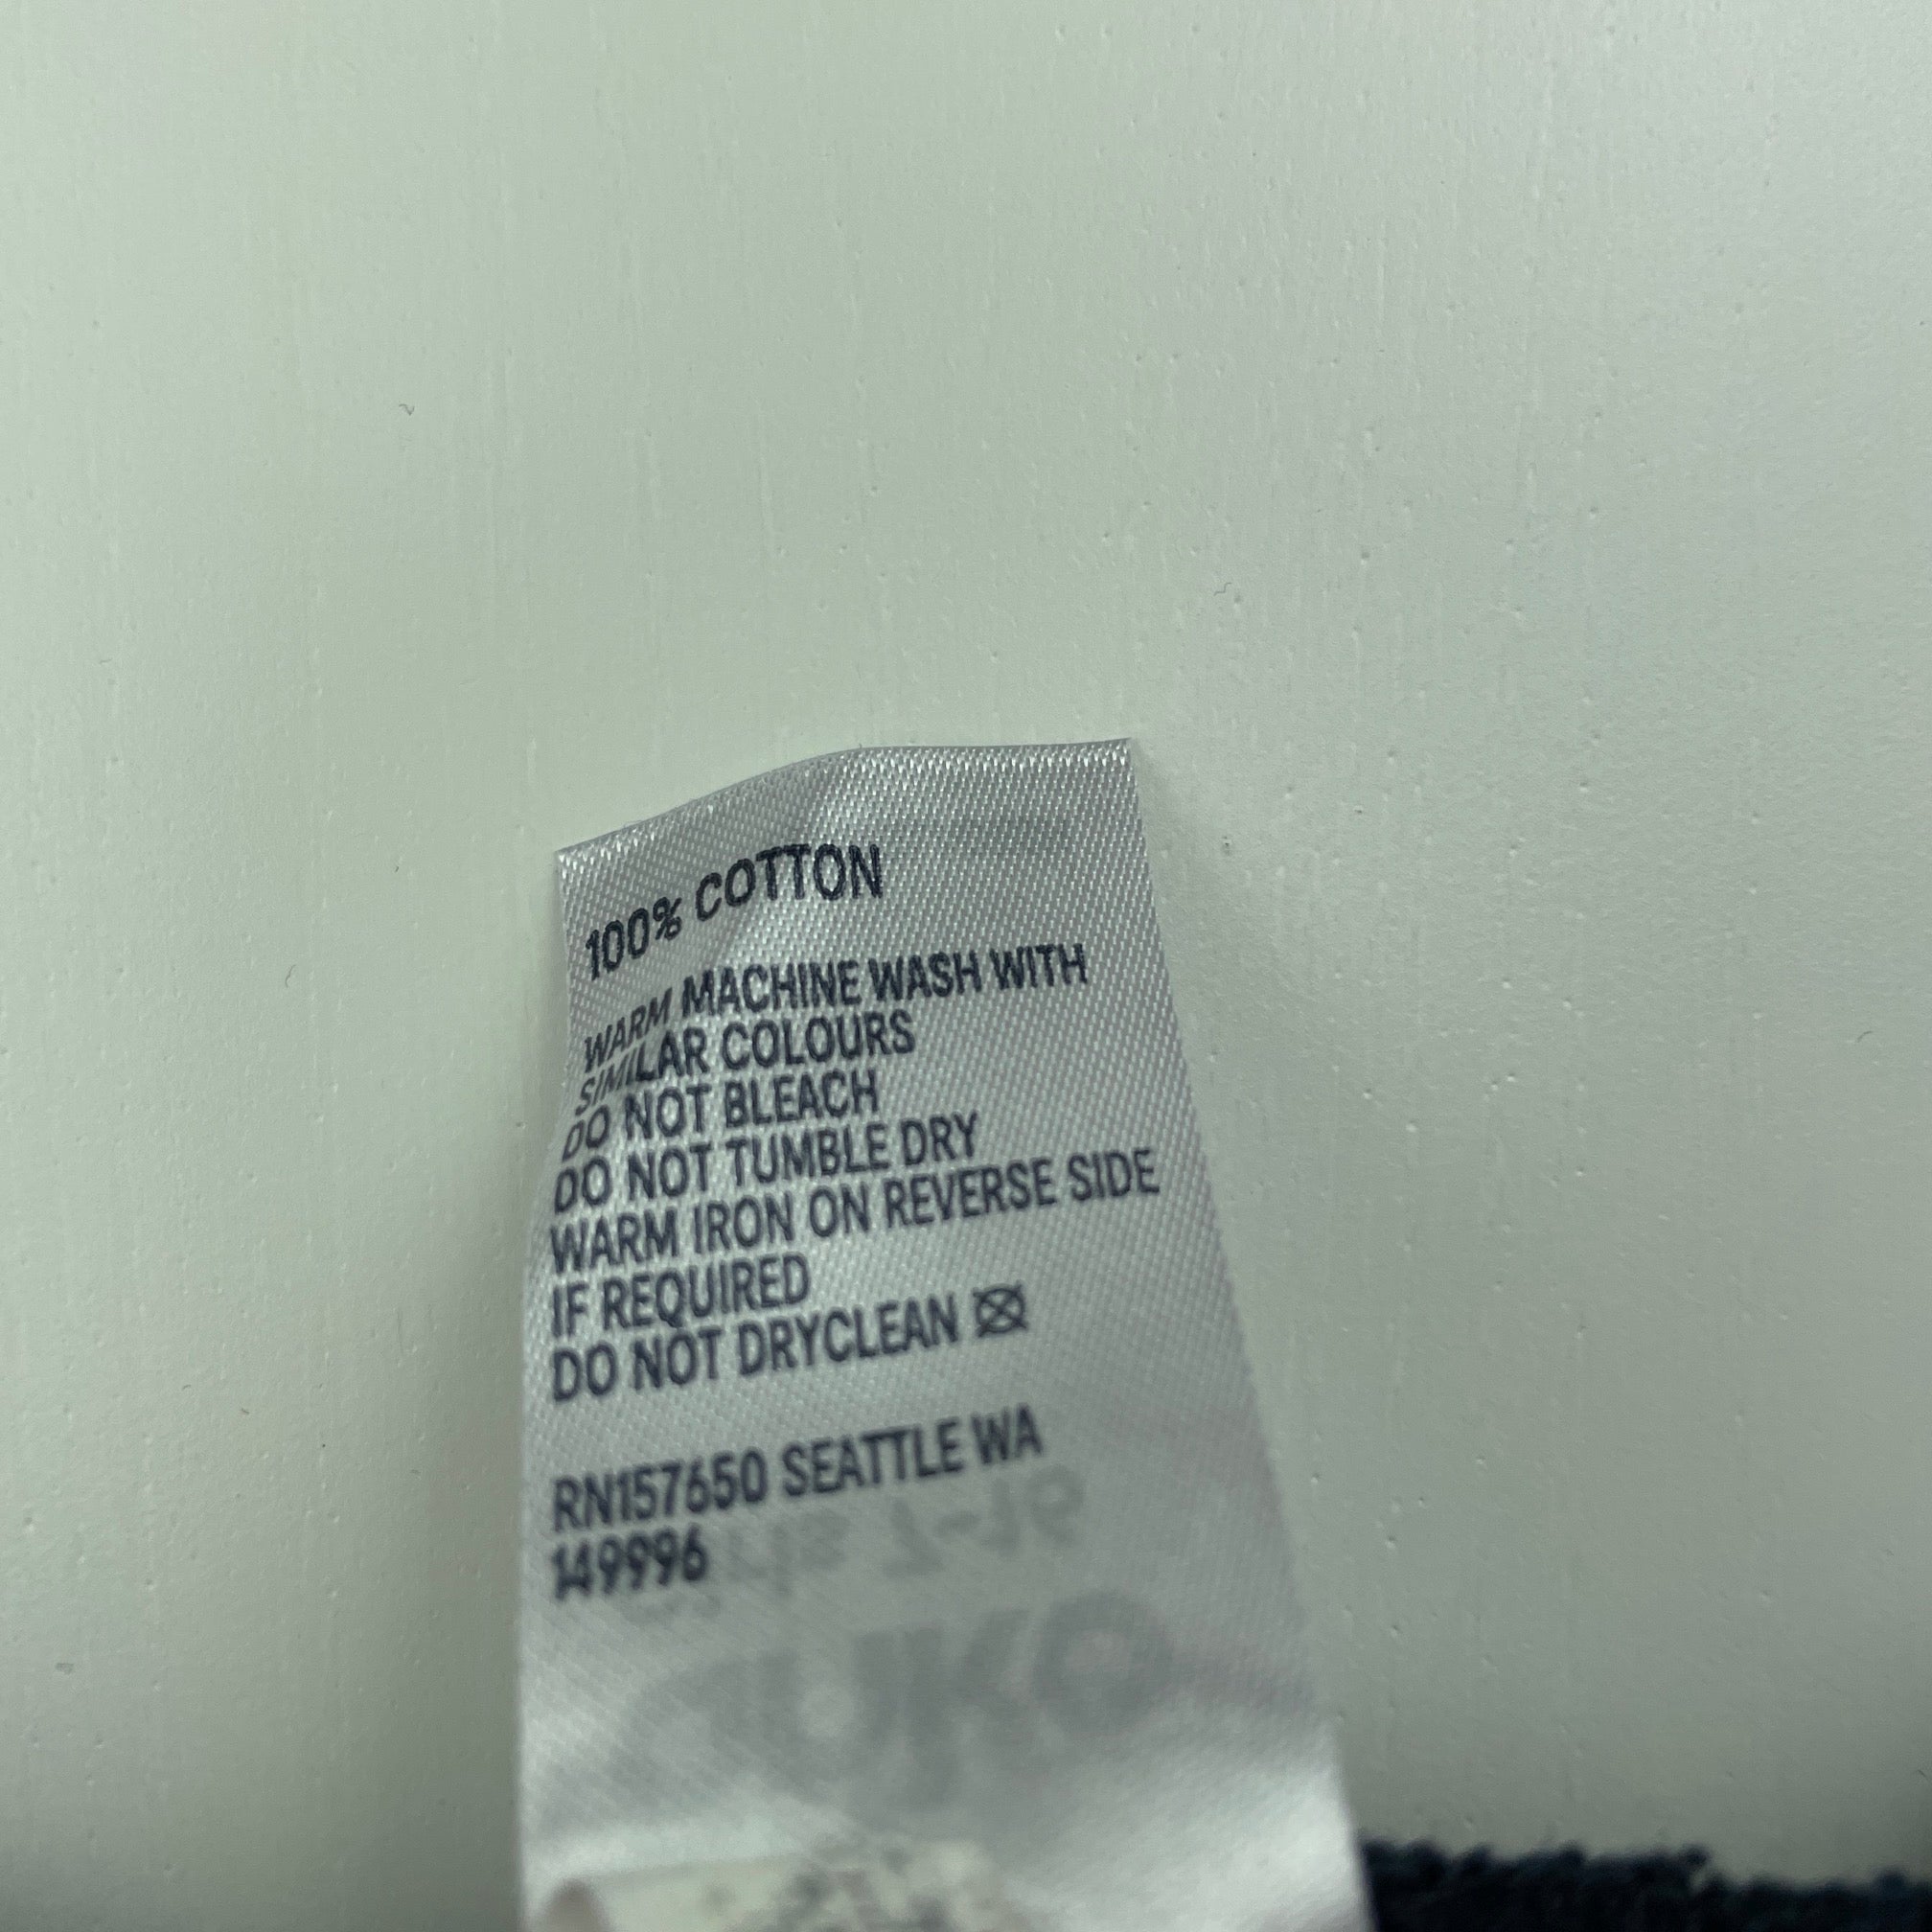 100% COTTON
WARM MACHINE WASH WITH
SIMILAR COLOURS
DO NOT BLEACH
DO NOT TUMBLE DRY
WARM IRON ON REVERSE SIDE
IF REQUIRED
DO NOT DRYCLEAN
RN157650 SEATTLE WA
149996